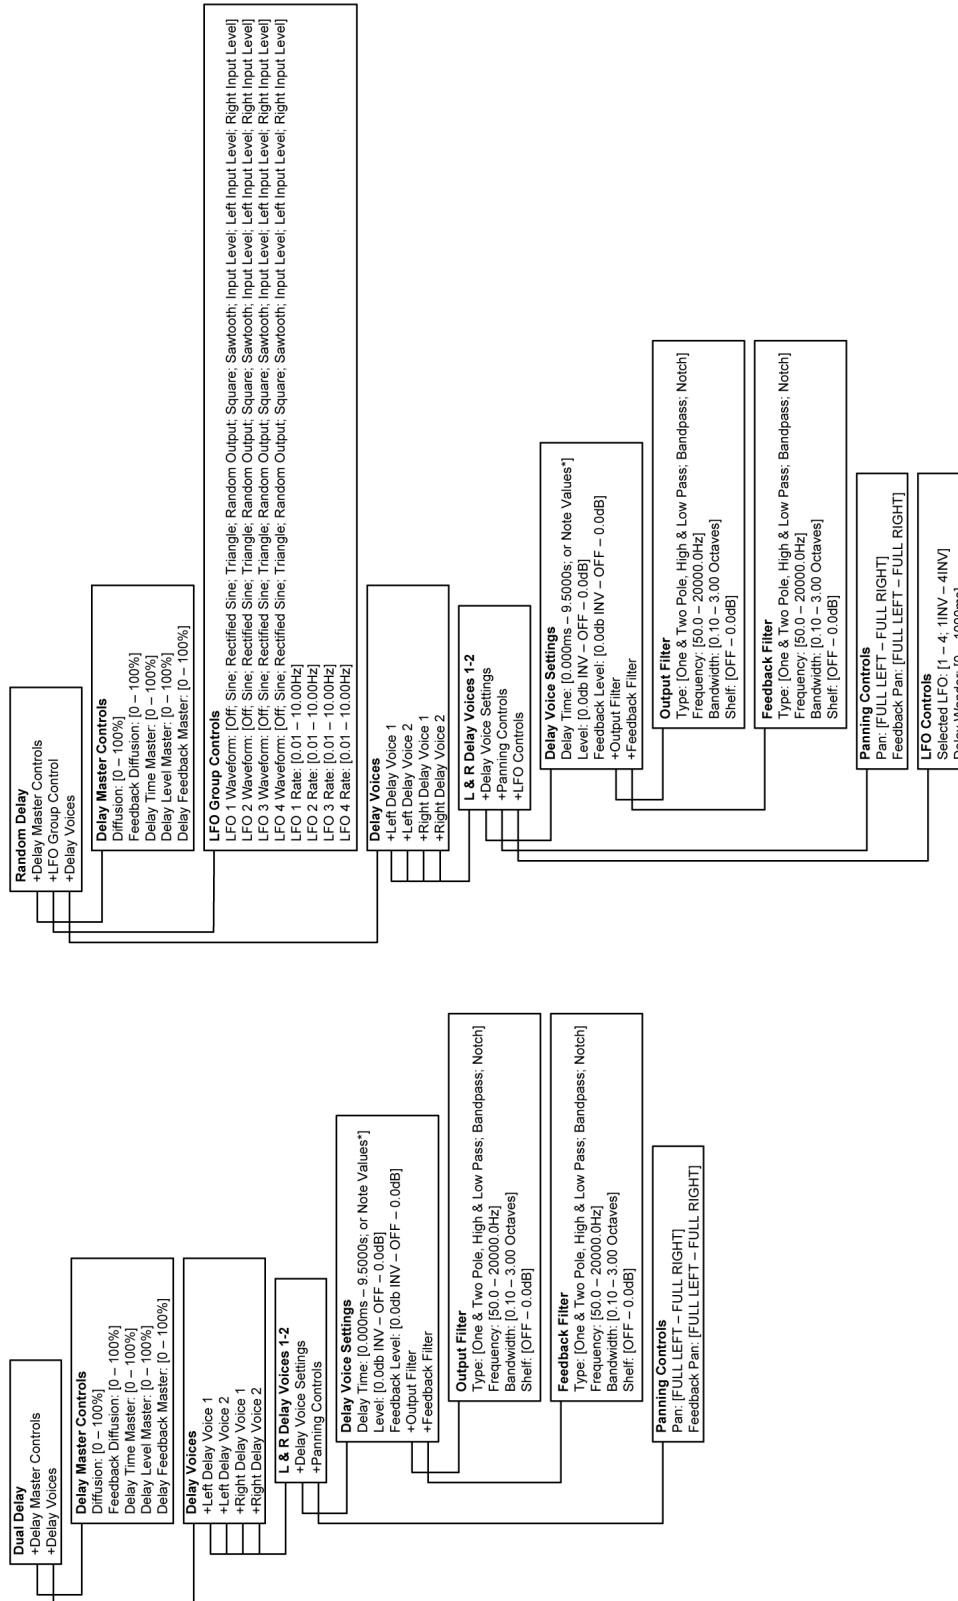 Dual Delay
+Delay Master Controls
+Delay Voices
Delay Master Controls
Diffusion: [0 – 100%]
Feedback Diffusion: [0 – 100%]
Delay Time Master: [0 – 100%]
Delay Level Master: [0 – 100%]
Delay Feedback Master: [0 – 100%]
Delay Voices
+Left Delay Voice 1
+Left Delay Voice 2
+Right Delay Voice 1
+Right Delay Voice 2
L & R Delay Voices 1-2
+Delay Voice Settings
+Panning Controls
Delay Voice Settings
Delay Time: [0.000ms – 9.5000s; or Note Values*]
Level: [0.0db INV – OFF – 0.0dB]
Feedback Level: [0.0db INV – OFF – 0.0dB]
+Output Filter
+Feedback Filter
Output Filter
Type: [One & Two Pole, High & Low Pass; Bandpass; Notch]
Frequency: [50.0 – 20000.0Hz]
Bandwidth: [0.10 – 3.00 Octaves]
Shelf: [OFF – 0.0dB]
Feedback Filter
Type: [One & Two Pole, High & Low Pass; Bandpass; Notch]
Frequency: [50.0 – 20000.0Hz]
Bandwidth: [0.10 – 3.00 Octaves]
Shelf: [OFF – 0.0dB]
Panning Controls
Pan: [FULL LEFT – FULL RIGHT]
Feedback Pan: [FULL LEFT – FULL RIGHT]
Random Delay
+Delay Master Controls
+LFO Group Control
+Delay Voices
Delay Master Controls
Diffusion: [0 – 100%]
Feedback Diffusion: [0 – 100%]
Delay Time Master: [0 – 100%]
Delay Level Master: [0 – 100%]
Delay Feedback Master: [0 – 100%]
LFO Group Controls
LFO 1 Waveform: [Off; Sine; Rectified Sine; Triangle; Random Output; Square; Sawtooth; Input Level; Left Input Level; Right Input Level]
LFO 2 Waveform: [Off; Sine; Rectified Sine; Triangle; Random Output; Square; Sawtooth; Input Level; Left Input Level; Right Input Level]
LFO 3 Waveform: [Off; Sine; Rectified Sine; Triangle; Random Output; Square; Sawtooth; Input Level; Left Input Level; Right Input Level]
LFO 4 Waveform: [Off; Sine; Rectified Sine; Triangle; Random Output; Square; Sawtooth; Input Level; Left Input Level; Right Input Level]
LFO 1 Rate: [0.01 – 10.00Hz]
LFO 2 Rate: [0.01 – 10.00Hz]
LFO 3 Rate: [0.01 – 10.00Hz]
LFO 4 Rate: [0.01 – 10.00Hz]
Delay Voices
+Left Delay Voice 1
+Left Delay Voice 2
+Right Delay Voice 1
+Right Delay Voice 2
L & R Delay Voices 1-2
+Delay Voice Settings
+Panning Controls
+LFO Controls
Delay Voice Settings
Delay Time: [0.000ms – 9.5000s; or Note Values*]
Level: [0.0db INV – OFF – 0.0dB]
Feedback Level: [0.0db INV – OFF – 0.0dB]
+Output Filter
+Feedback Filter
Output Filter
Type: [One & Two Pole, High & Low Pass; Bandpass; Notch]
Frequency: [50.0 – 20000.0Hz]
Bandwidth: [0.10 – 3.00 Octaves]
Shelf: [OFF – 0.0dB]
Feedback Filter
Type: [One & Two Pole, High & Low Pass; Bandpass; Notch]
Frequency: [50.0 – 20000.0Hz]
Bandwidth: [0.10 – 3.00 Octaves]
Shelf: [OFF – 0.0dB]
Panning Controls
Pan: [FULL LEFT – FULL RIGHT]
Feedback Pan: [FULL LEFT – FULL RIGHT]
LFO Controls
Selected LFO: [1 – 4; 1INV – 4INV]